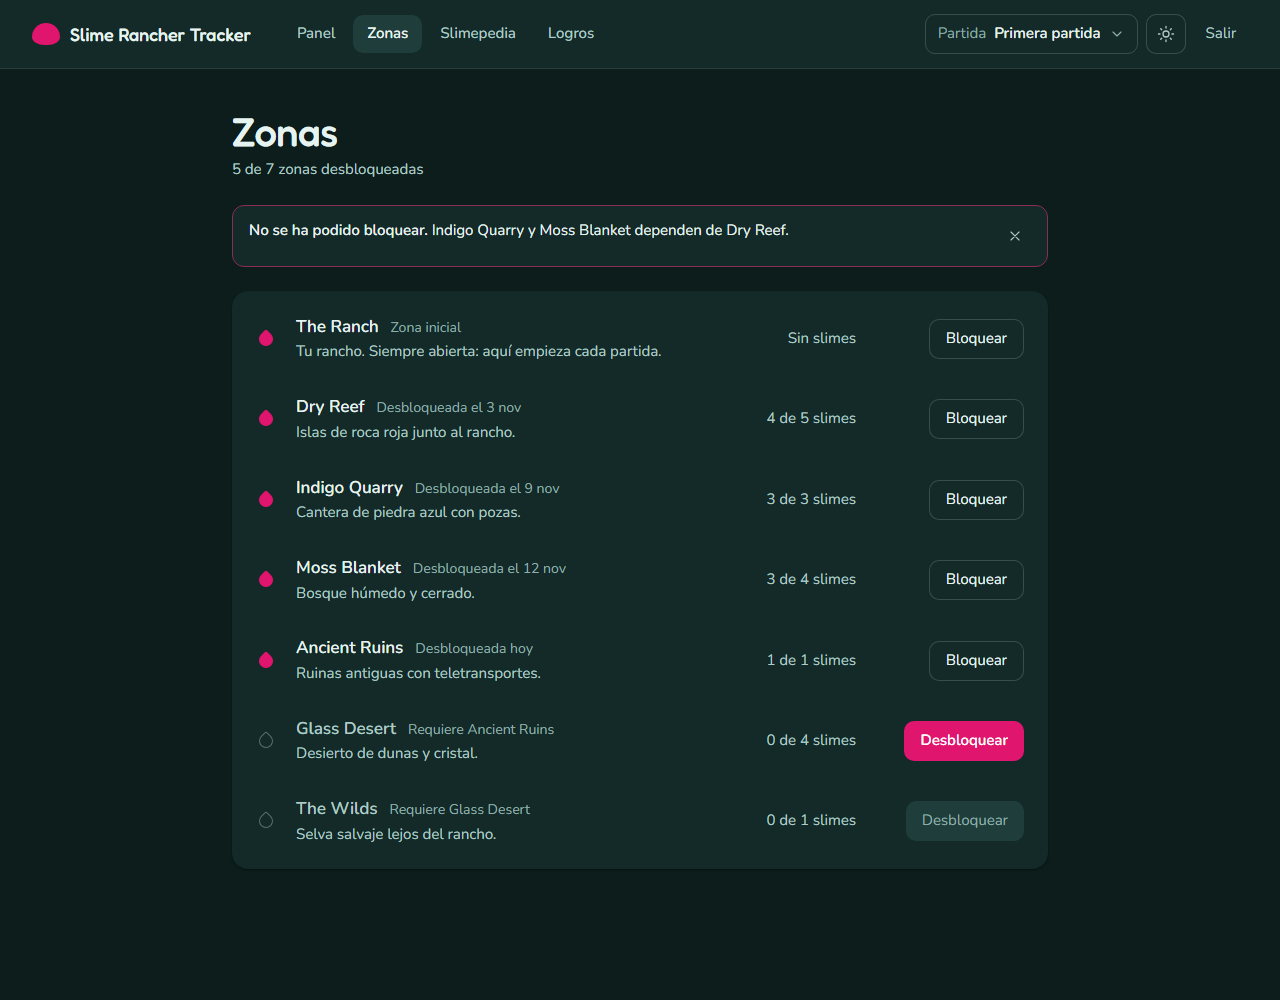 Slime Rancher Tracker
Panel
Zonas
Slimepedia
Logros
Partida Primera partida
Salir
Zonas
5 de 7 zonas desbloqueadas
No se ha podido bloquear. Indigo Quarry y Moss Blanket dependen de Dry Reef.
The Ranch Zona inicial
Tu rancho. Siempre abierta: aquí empieza cada partida.
Sin slimes
Bloquear
Dry Reef Desbloqueada el 3 nov
Islas de roca roja junto al rancho.
4 de 5 slimes
Bloquear
Indigo Quarry Desbloqueada el 9 nov
Cantera de piedra azul con pozas.
3 de 3 slimes
Bloquear
Moss Blanket Desbloqueada el 12 nov
Bosque húmedo y cerrado.
3 de 4 slimes
Bloquear
Ancient Ruins Desbloqueada hoy
Ruinas antiguas con teletransportes.
1 de 1 slimes
Bloquear
Glass Desert Requiere Ancient Ruins
Desierto de dunas y cristal.
0 de 4 slimes
Desbloquear
The Wilds Requiere Glass Desert
Selva salvaje lejos del rancho.
0 de 1 slimes
Desbloquear